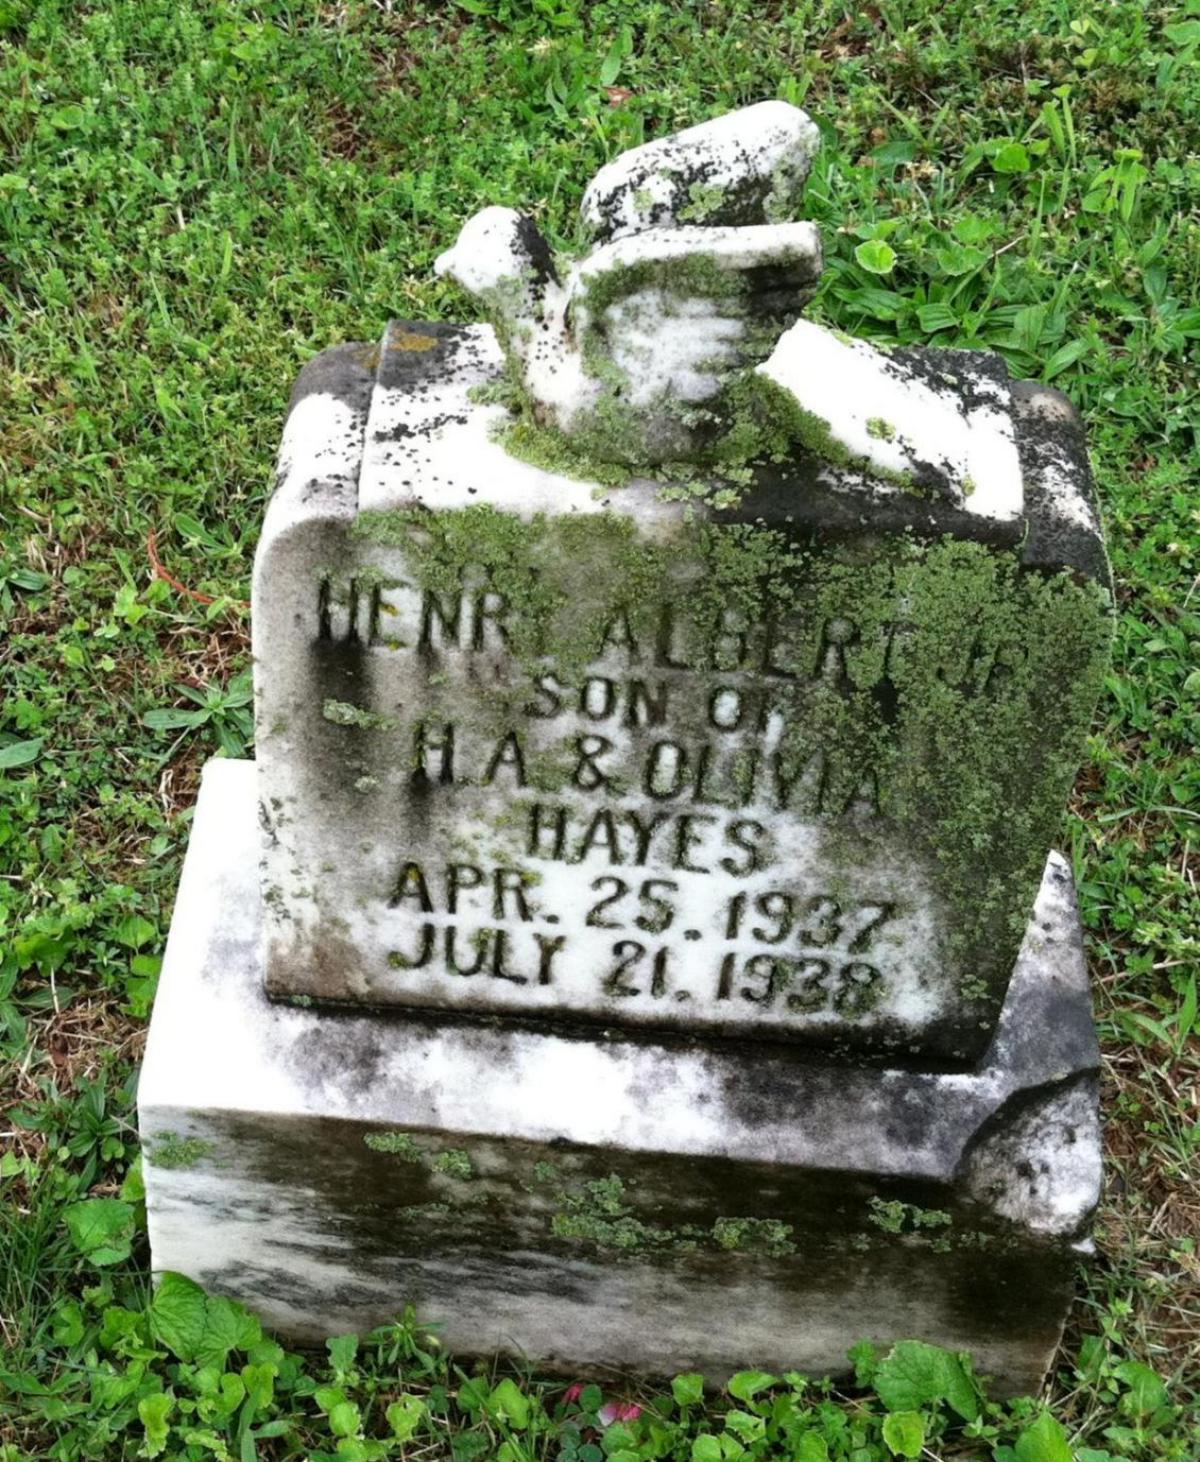 HENRY ALBERT JR
SON OF
H.A & OLIVIA
HAYES
APR. 25. 1937
JULY 21. 1938